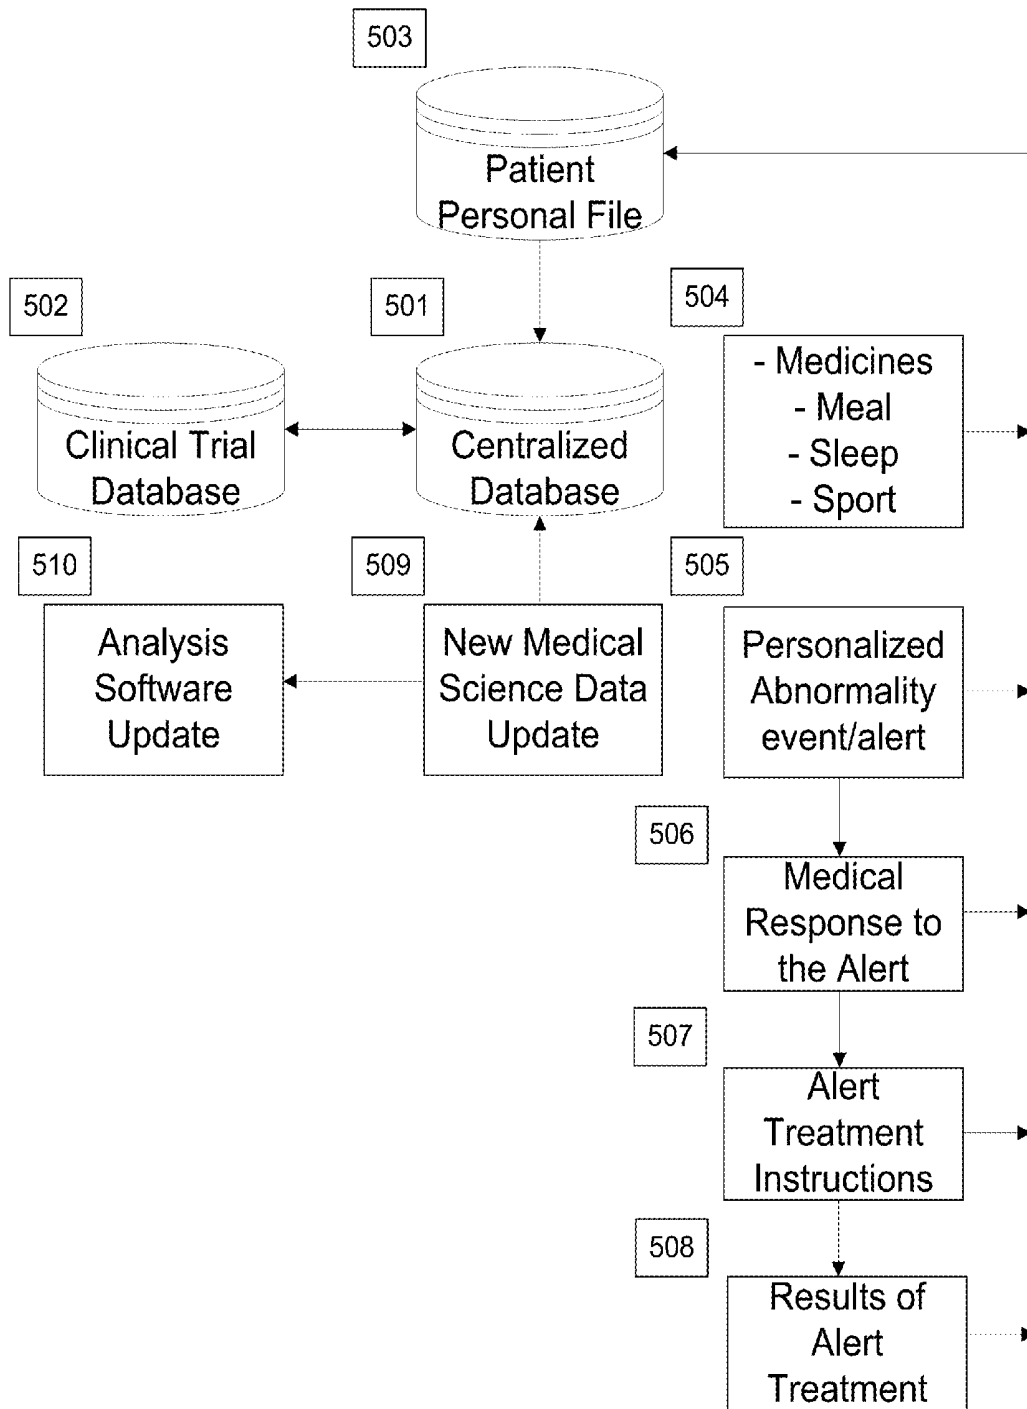 503
Patient
Personal File
502
501
504
Clinical Trial
Database
Centralized
Database
- Medicines
- Meal
- Sleep
- Sport
510
509
505
Analysis
Software
Update
New Medical
Science Data
Update
Personalized
Abnormality
event/alert
506
Medical
Response to
the Alert
507
Alert
Treatment
Instructions
508
Results of
Alert
Treatment